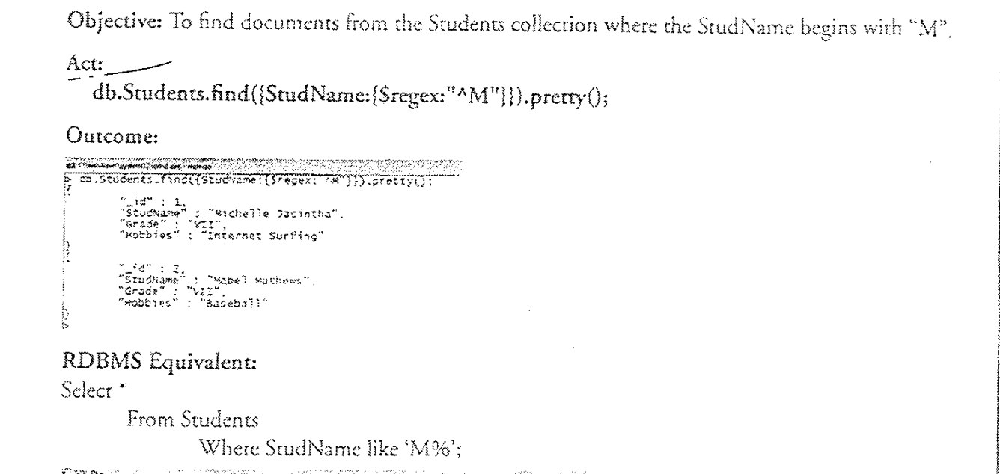 Objective: To find documents from the Students collection where the StudName begins with “M”.
Act:
db.Students.find({StudName:{$regex:"^M"}}).pretty();
Outcome:
> db.Students.find({StudName:{$regex:"^M"}}).pretty();
{
"_id" : 1,
"StudName" : "Michelle Jacintha",
"Grade" : "VII",
"Hobbies" : "Internet Surfing"
}
{
"_id" : 2,
"StudName" : "Mabel Mathews",
"Grade" : "VII",
"Hobbies" : "Baseball"
}
>
RDBMS Equivalent:
Select *
From Students
Where StudName like ‘M%’;